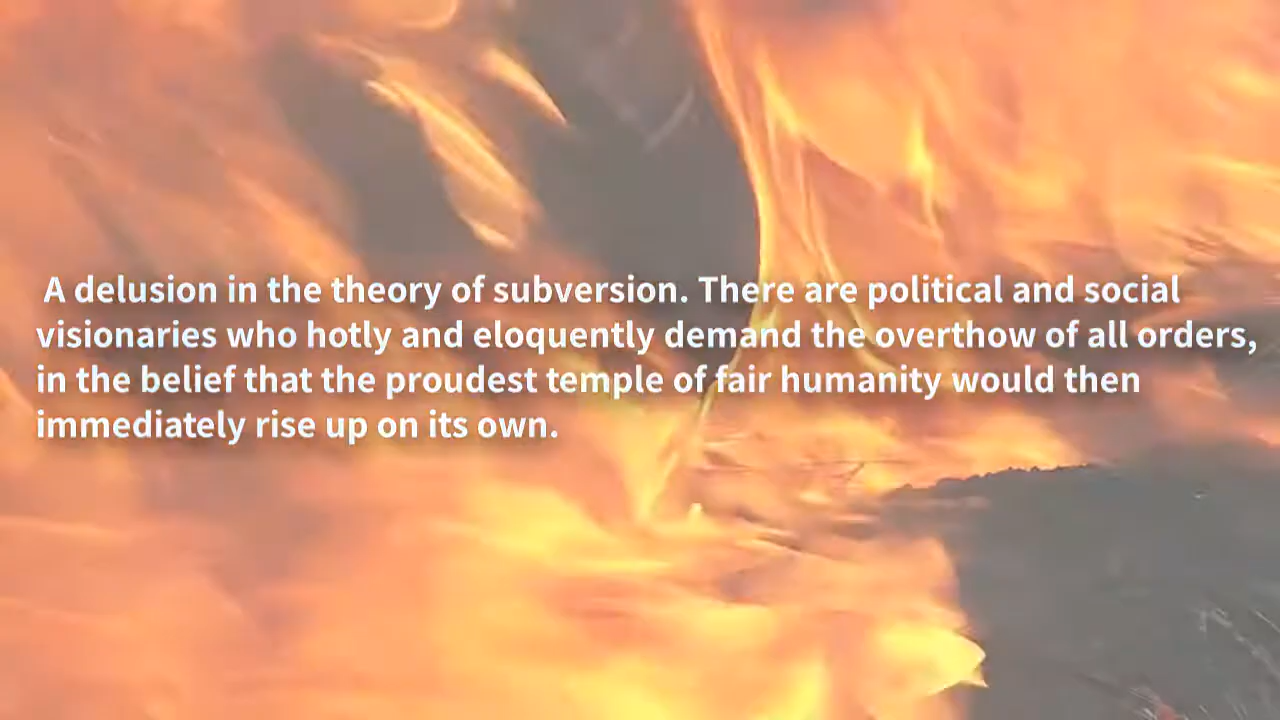 A delusion in the theory of subversion. There are political and social
visionaries who hotly and eloquently demand the overthow of all orders,
in the belief that the proudest temple of fair humanity would then
immediately rise up on its own.